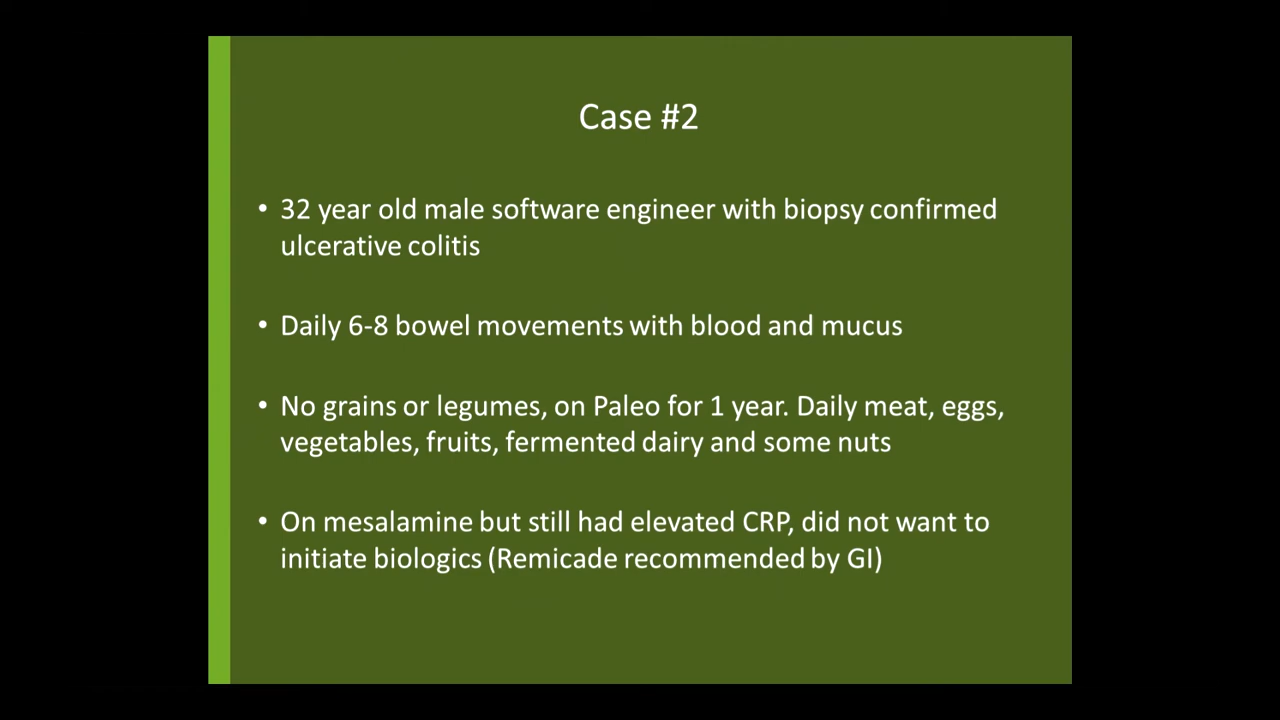 Case #2
• 32 year old male software engineer with biopsy confirmed
ulcerative colitis
• Daily 6-8 bowel movements with blood and mucus
• No grains or legumes, on Paleo for 1 year. Daily meat, eggs,
vegetables, fruits, fermented dairy and some nuts
• On mesalamine but still had elevated CRP, did not want to
initiate biologics (Remicade recommended by GI)